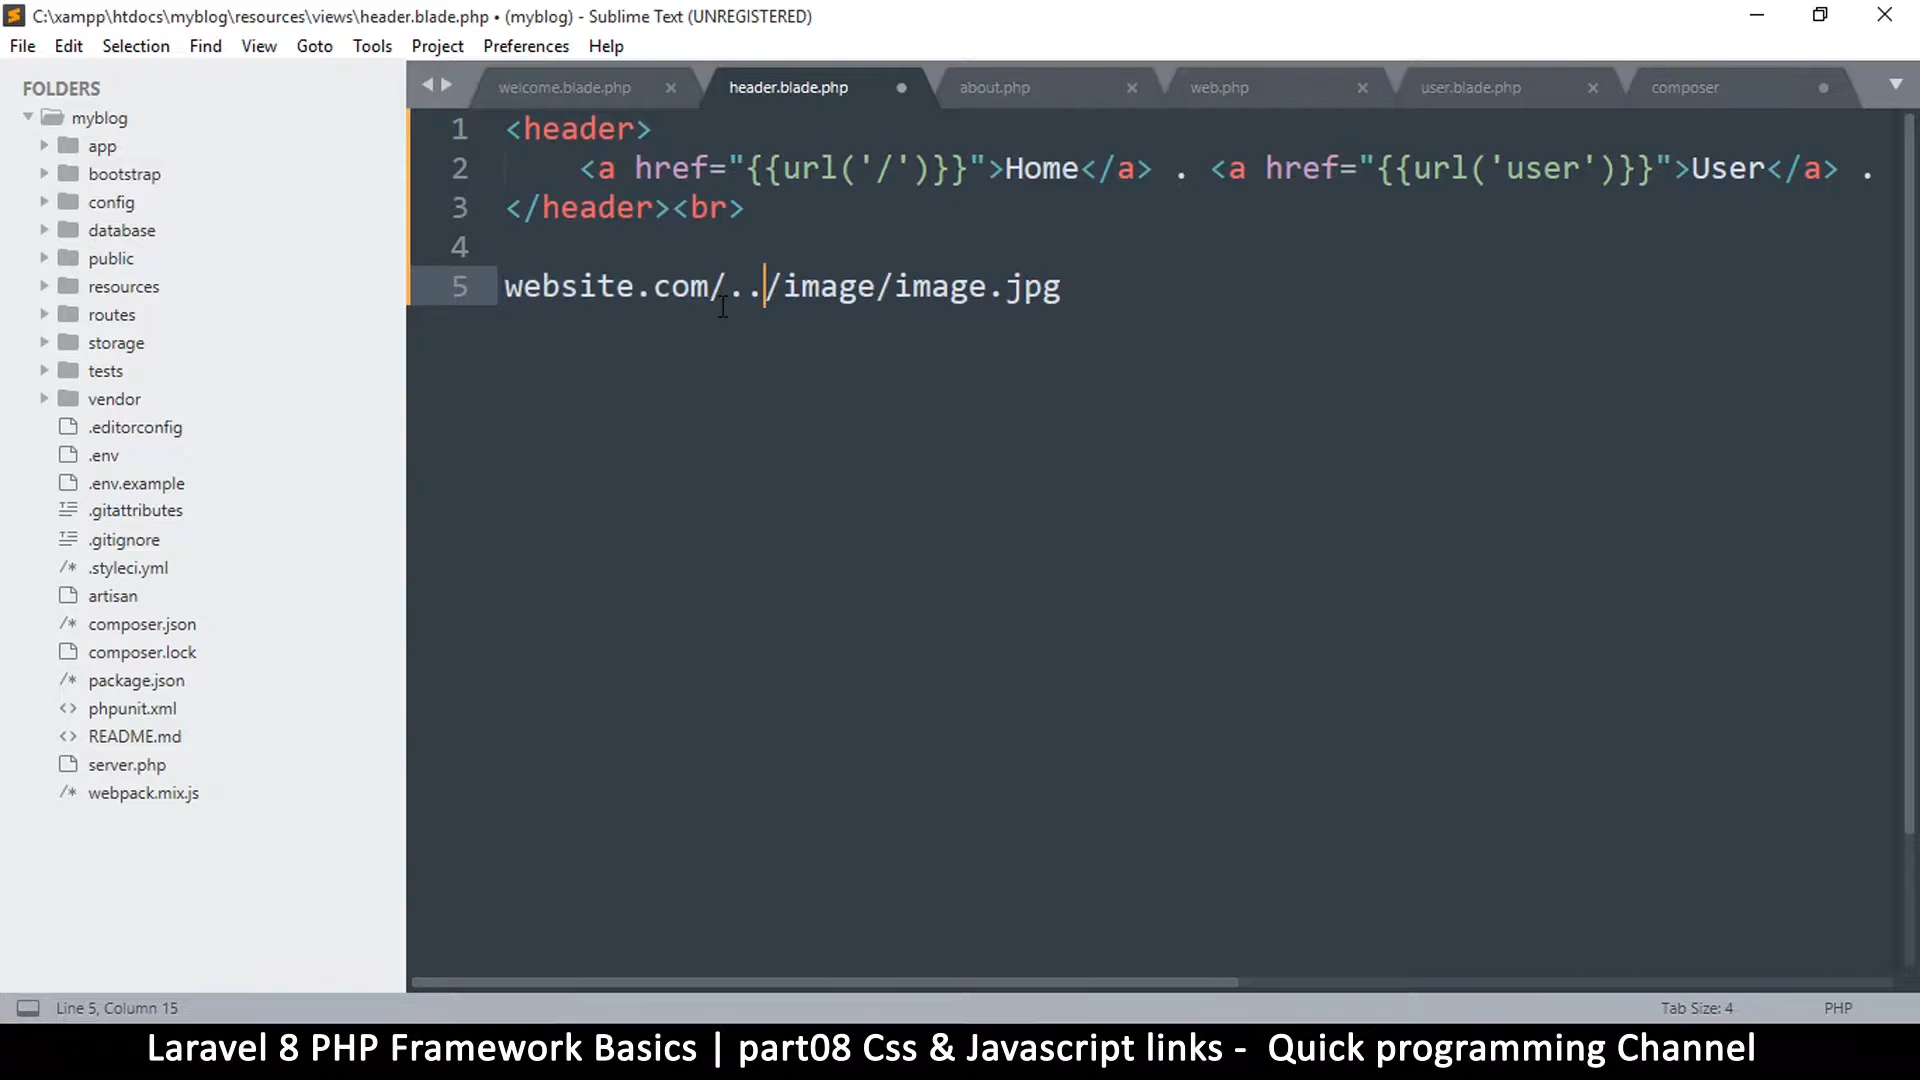 C:\xampp\htdocs\myblog\resources\views\header.blade.php • (myblog) - Sublime Text (UNREGISTERED)
File Edit Selection Find View Goto Tools Project Preferences Help
FOLDERS
myblog
app
bootstrap
config
database
public
resources
routes
storage
tests
vendor
.editorconfig
.env
.env.example
.gitattributes
.gitignore
/* .styleci.yml
artisan
/* composer.json
composer.lock
/* package.json
<> phpunit.xml
<> README.md
server.php
/* webpack.mix.js
welcome.blade.php header.blade.php about.php web.php user.blade.php composer
1 <header>
2 <a href="{{url('/')}}">Home</a> . <a href="{{url('user')}}">User</a> .
3 </header><br>
4
5 website.com/../image/image.jpg
Line 5, Column 15 Tab Size: 4 PHP
Laravel 8 PHP Framework Basics | part08 Css & Javascript links - Quick programming Channel